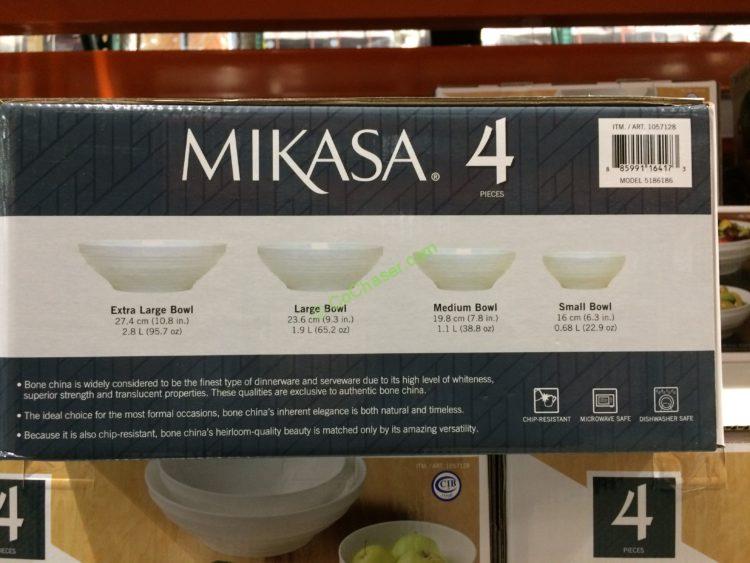 MIKASA®
4
PIECES
ITM. / ART. 1057128
8 85991 16417 3
MODEL 5186186
CoChaser.com
Extra Large Bowl
27.4 cm (10.8 in.)
2.8 L (95.7 oz)
Large Bowl
23.6 cm (9.3 in.)
1.9 L (65.2 oz)
Medium Bowl
19.8 cm (7.8 in.)
1.1 L (38.8 oz)
Small Bowl
16 cm (6.3 in.)
0.68 L (22.9 oz)
• Bone china is widely considered to be the finest type of dinnerware and serveware due to its high level of whiteness,
superior strength and translucent properties. These qualities are exclusive to authentic bone china.
• The ideal choice for the most formal occasions, bone china's inherent elegance is both natural and timeless.
• Because it is also chip-resistant, bone china's heirloom-quality beauty is matched only by its amazing versatility.
CHIP-RESISTANT
MICROWAVE SAFE
DISHWASHER SAFE
ITM. / ART. 1057128
CIB
4
PIECES
4
PIECES